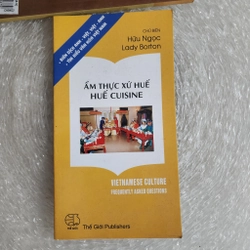 CHỦ BIÊN
Hữu Ngọc
Lady Borton
ẨM THỰC XỨ HUẾ
HUẾ CUISINE
VIETNAMESE CULTURE
FREQUENTLY ASKED QUESTIONS
Thế Giới Publishers